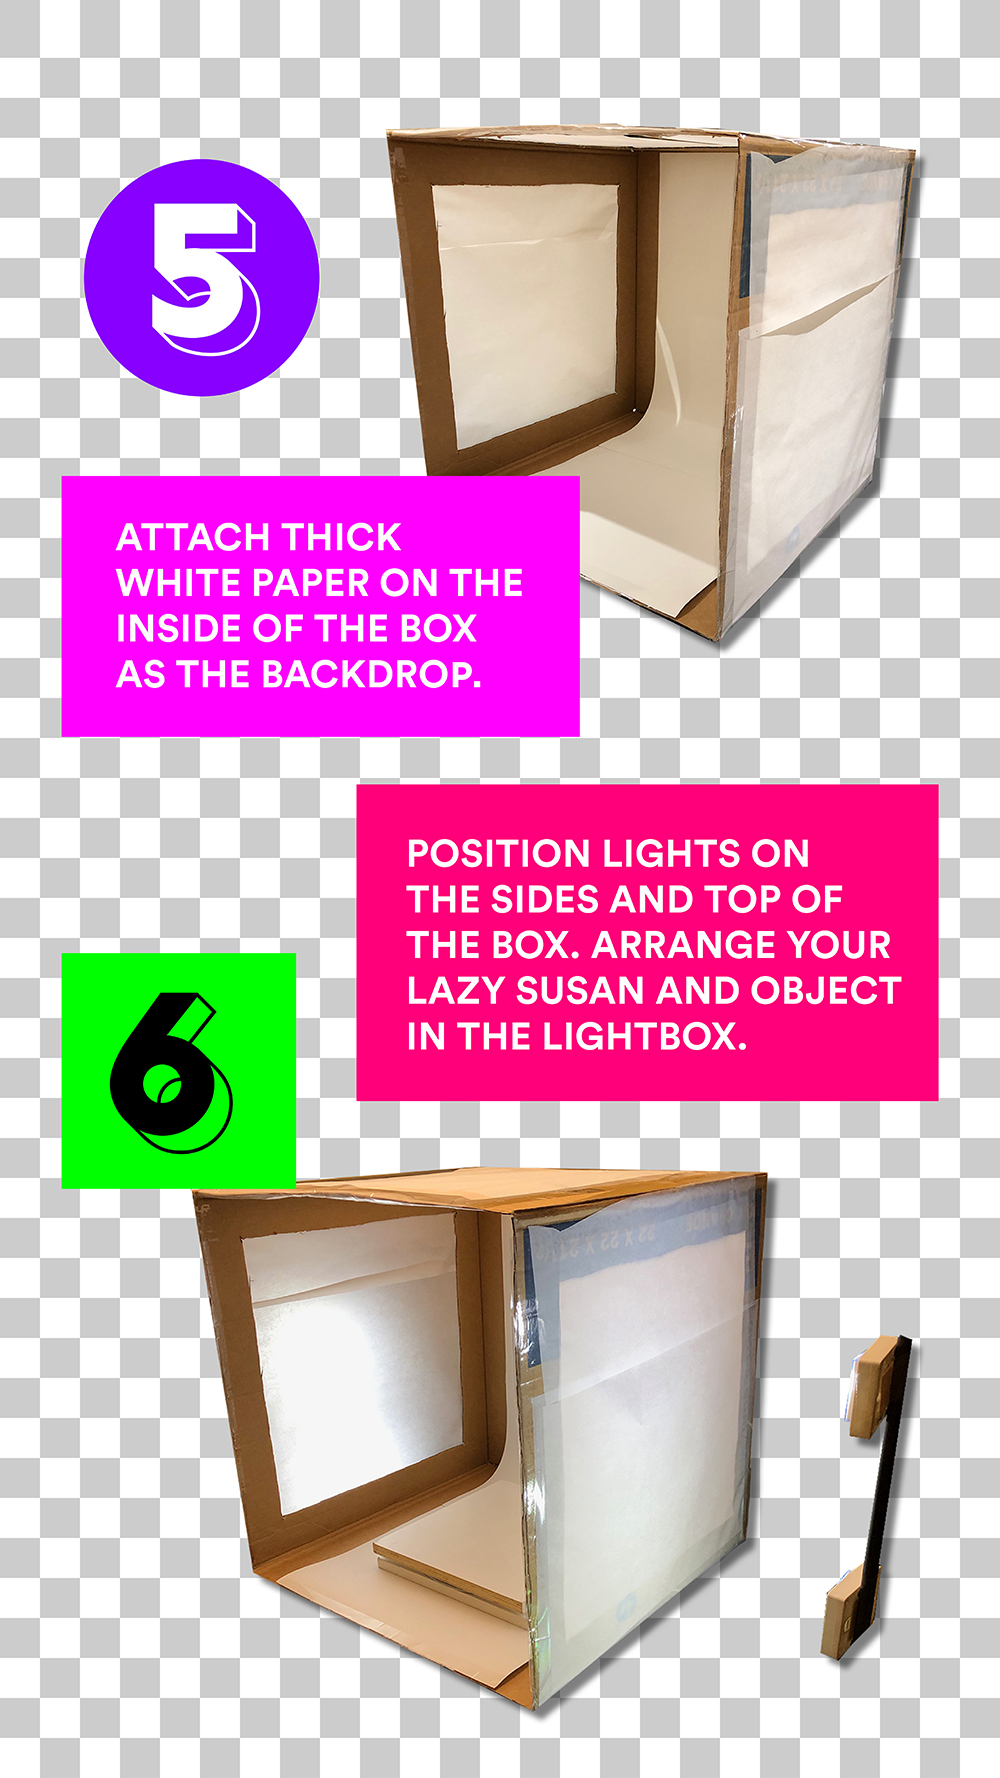 5
ATTACH THICK
WHITE PAPER ON THE
INSIDE OF THE BOX
AS THE BACKDROP.
POSITION LIGHTS ON
THE SIDES AND TOP OF
THE BOX. ARRANGE YOUR
LAZY SUSAN AND OBJECT
IN THE LIGHTBOX.
6